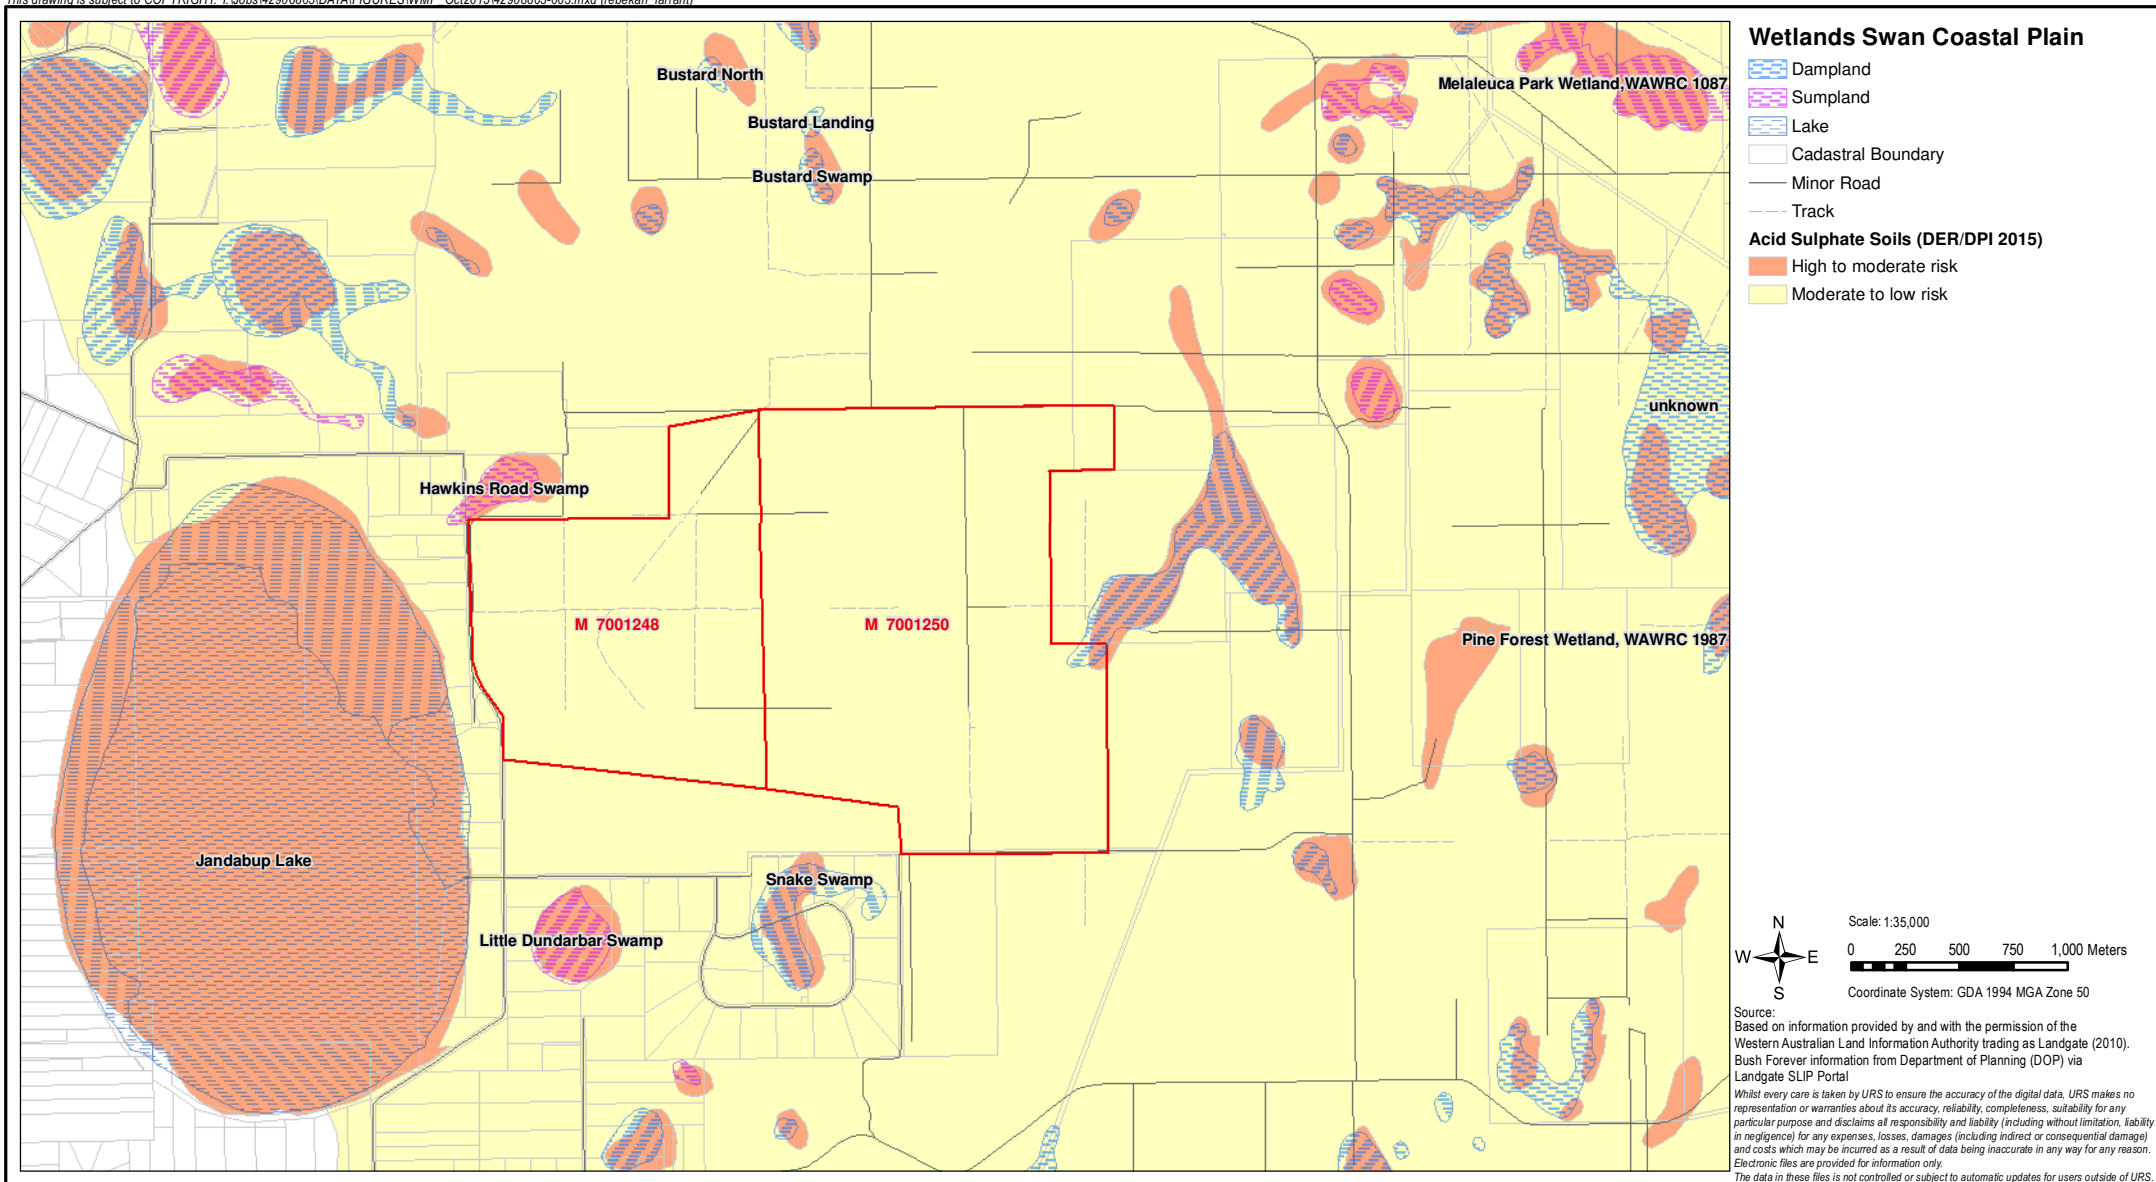 Wetlands Swan Coastal Plain
Dampland
Sumpland
Lake
Cadastral Boundary
Minor Road
Track
Acid Sulphate Soils (DER/DPI 2015)
High to moderate risk
Moderate to low risk
Bustard North
Bustard Landing
Bustard Swamp
Melaleuca Park Wetland,WAWRC 1087
unknown
Hawkins Road Swamp
M 7001248
M 7001250
Pine Forest Wetland, WAWRC 1987
Jandabup Lake
Snake Swamp
Little Dundarbar Swamp
N
W E
S
Scale: 1:35,000
0 250 500 750 1,000 Meters
Coordinate System: GDA 1994 MGA Zone 50
Source:
Based on information provided by and with the permission of the
Western Australian Land Information Authority trading as Landgate (2010).
Bush Forever information from Department of Planning (DOP) via
Landgate SLIP Portal
Whilst every care is taken by URS to ensure the accuracy of the digital data, URS makes no
representation or warranties about its accuracy, reliability, completeness, suitability for any
particular purpose and disclaims all responsibility and liability (including without limitation, liability
in negligence) for any expenses, losses, damages (including indirect or consequential damage)
and costs which may be incurred as a result of data being inaccurate in any way for any reason.
Electronic files are provided for information only.
The data in these files is not controlled or subject to automatic updates for users outside of URS.